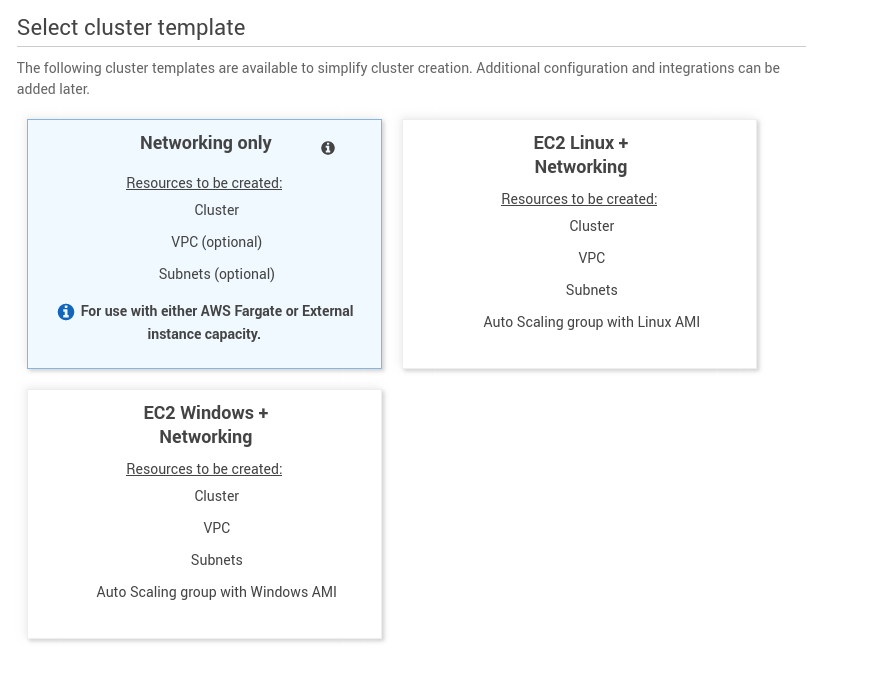 Select cluster template
The following cluster templates are available to simplify cluster creation. Additional configuration and integrations can be
added later.
Networking only
Resources to be created:
Cluster
VPC (optional)
Subnets (optional)
For use with either AWS Fargate or External
instance capacity.
EC2 Linux +
Networking
Resources to be created:
Cluster
VPC
Subnets
Auto Scaling group with Linux AMI
EC2 Windows +
Networking
Resources to be created:
Cluster
VPC
Subnets
Auto Scaling group with Windows AMI